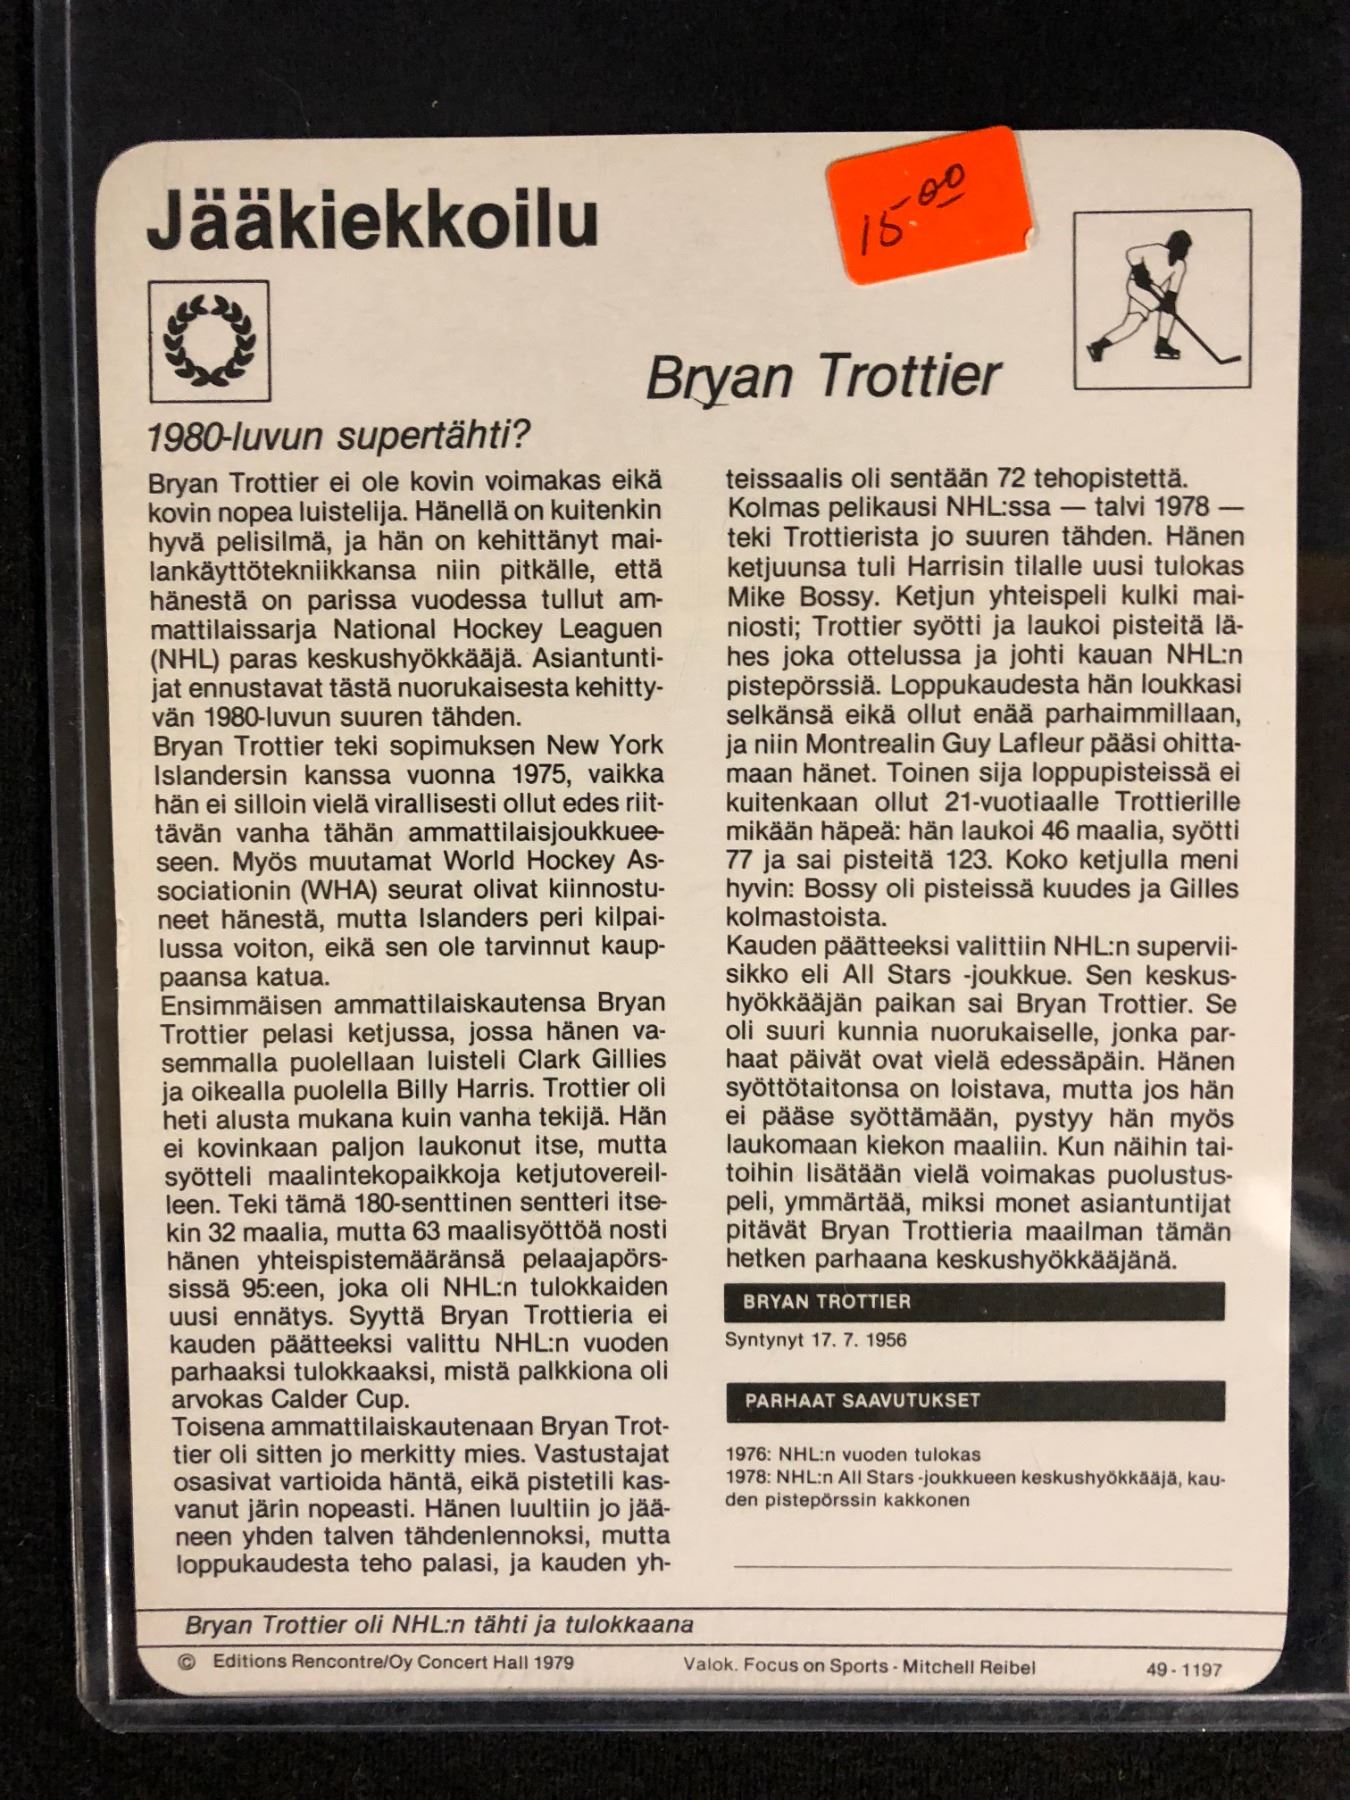 Jääkiekkoilu
15.00
Bryan Trottier
1980-luvun supertähti?
Bryan Trottier ei ole kovin voimakas eikä
kovin nopea luistelija. Hänellä on kuitenkin
hyvä pelisilmä, ja hän on kehittänyt mai-
lankäyttötekniikkansa niin pitkälle, että
hänestä on parissa vuodessa tullut am-
mattilaissarja National Hockey Leaguen
(NHL) paras keskushyökkääjä. Asiantunti-
jat ennustavat tästä nuorukaisesta kehitty-
vän 1980-luvun suuren tähden.
Bryan Trottier teki sopimuksen New York
Islandersin kanssa vuonna 1975, vaikka
hän ei silloin vielä virallisesti ollut edes riit-
tävän vanha tähän ammattilaisjoukkuee-
seen. Myös muutamat World Hockey As-
sociationin (WHA) seurat olivat kiinnostu-
neet hänestä, mutta Islanders peri kilpai-
lussa voiton, eikä sen ole tarvinnut kaup-
paansa katua.
Ensimmäisen ammattilaiskautensa Bryan
Trottier pelasi ketjussa, jossa hänen va-
semmalla puolellaan luisteli Clark Gillies
ja oikealla puolella Billy Harris. Trottier oli
heti alusta mukana kuin vanha tekijä. Hän
ei kovinkaan paljon laukonut itse, mutta
syötteli maalintekopaikkoja ketjutovereil-
leen. Teki tämä 180-senttinen sentteri itse-
kin 32 maalia, mutta 63 maalisyöttöä nosti
hänen yhteispistemääränsä pelaajapörs-
sissä 95:een, joka oli NHL:n tulokkaiden
uusi ennätys. Syyttä Bryan Trottieria ei
kauden päätteeksi valittu NHL:n vuoden
parhaaksi tulokkaaksi, mistä palkkiona oli
arvokas Calder Cup.
Toisena ammattilaiskautenaan Bryan Trot-
tier oli sitten jo merkitty mies. Vastustajat
osasivat vartioida häntä, eikä pistetili kas-
vanut järin nopeasti. Hänen luultiin jo jää-
neen yhden talven tähdenlennoksi, mutta
loppukaudesta teho palasi, ja kauden yh-
teissaalis oli sentään 72 tehopistettä.
Kolmas pelikausi NHL:ssa — talvi 1978 —
teki Trottierista jo suuren tähden. Hänen
ketjuunsa tuli Harrisin tilalle uusi tulokas
Mike Bossy. Ketjun yhteispeli kulki mai-
niosti; Trottier syötti ja laukoi pisteitä lä-
hes joka ottelussa ja johti kauan NHL:n
pistepörssiä. Loppukaudesta hän loukkasi
selkänsä eikä ollut enää parhaimmillaan,
ja niin Montrealin Guy Lafleur pääsi ohitta-
maan hänet. Toinen sija loppupisteissä ei
kuitenkaan ollut 21-vuotiaalle Trottierille
mikään häpeä: hän laukoi 46 maalia, syötti
77 ja sai pisteitä 123. Koko ketjulla meni
hyvin: Bossy oli pisteissä kuudes ja Gilles
kolmastoista.
Kauden päätteeksi valittiin NHL:n supervii-
sikko eli All Stars -joukkue. Sen keskus-
hyökkääjän paikan sai Bryan Trottier. Se
oli suuri kunnia nuorukaiselle, jonka par-
haat päivät ovat vielä edessäpäin. Hänen
syöttötaitonsa on loistava, mutta jos hän
ei pääse syöttämään, pystyy hän myös
laukomaan kiekon maaliin. Kun näihin tai-
toihin lisätään vielä voimakas puolustus-
peli, ymmärtää, miksi monet asiantuntijat
pitävät Bryan Trottieria maailman tämän
hetken parhaana keskushyökkääjänä.
BRYAN TROTTIER
Syntynyt 17. 7. 1956
PARHAAT SAAVUTUKSET
1976: NHL:n vuoden tulokas
1978: NHL:n All Stars -joukkueen keskushyökkääjä, kau-
den pistepörssin kakkonen
Bryan Trottier oli NHL:n tähti ja tulokkaana
© Editions Rencontre/Oy Concert Hall 1979 Valok. Focus on Sports - Mitchell Reibel 49 - 1197